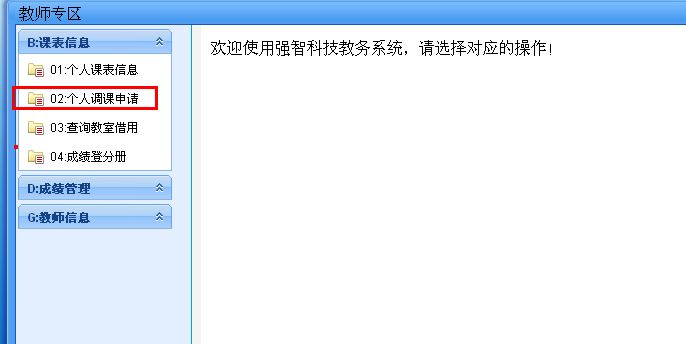 教师专区
B:课表信息
01:个人课表信息
02:个人调课申请
03:查询教室借用
04:成绩登分册
D:成绩管理
G:教师信息
欢迎使用强智科技教务系统，请选择对应的操作！